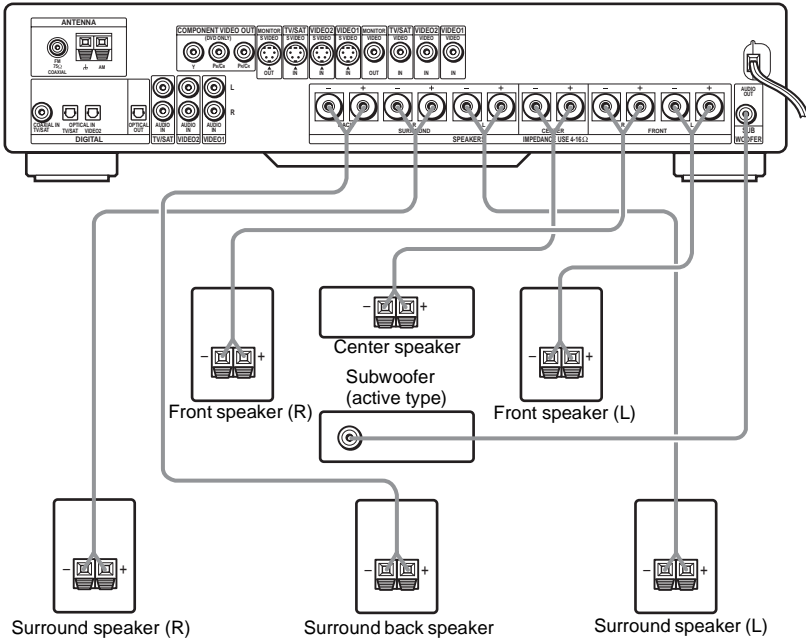 ANTENNA
FM
75Ω
COAXIAL
AM
COMPONENT VIDEO OUT
(DVD ONLY)
Y PB/CB PR/CR
MONITOR TV/SAT VIDEO2 VIDEO1 MONITOR TV/SAT VIDEO2 VIDEO1
S VIDEO S VIDEO S VIDEO S VIDEO VIDEO VIDEO VIDEO VIDEO
OUT IN IN IN OUT IN IN IN
L
R
COAXIAL IN
TV/SAT
OPTICAL IN
TV/SAT VIDEO2
OPTICAL
OUT
DIGITAL
AUDIO
IN
AUDIO
IN
AUDIO
IN
TV/SAT VIDEO2 VIDEO1
– + – + – + – + – + – +
R L R L
SURROUND CENTER FRONT
SPEAKERS IMPEDANCE USE 4-16Ω
AUDIO
OUT
SUB
WOOFER
– +
Center speaker
– +
Front speaker (R)
– +
Front speaker (L)
Subwoofer
(active type)
– +
Surround speaker (R)
– +
Surround back speaker
– +
Surround speaker (L)